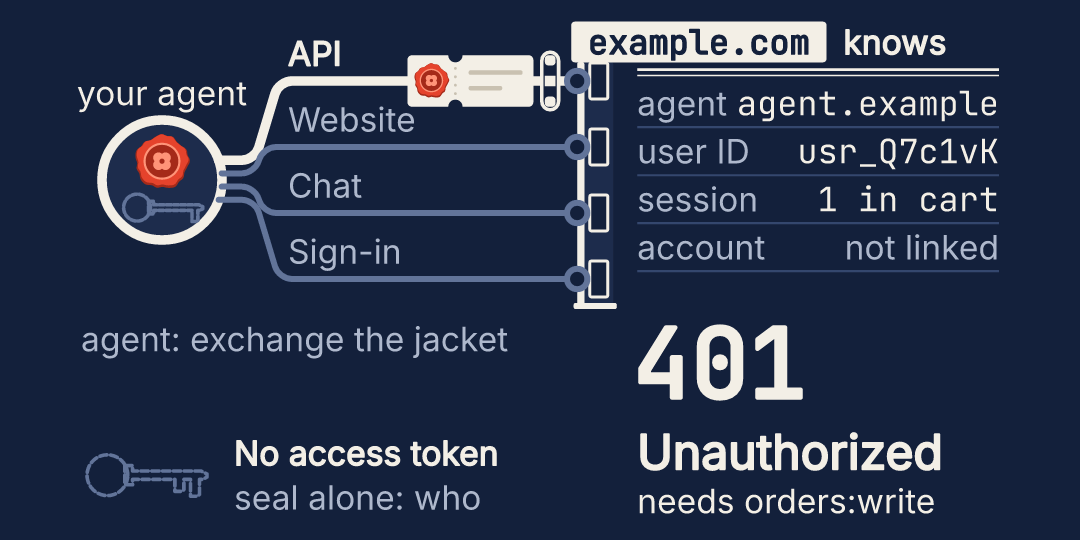 your agent
API
Website
Chat
Sign-in
example.com knows
agent agent.example
user ID usr_Q7c1vK
session 1 in cart
account not linked
agent: exchange the jacket
401
Unauthorized
needs orders:write
No access token
seal alone: who